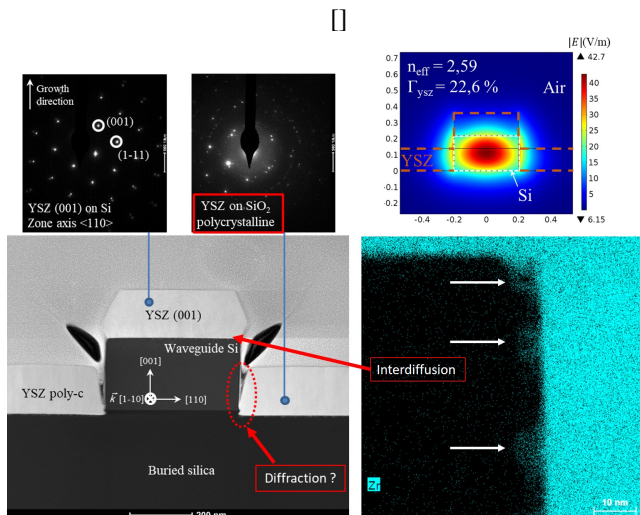 []
Growth
direction
(001)
(1-11)
YSZ (001) on Si
Zone axis <110>
YSZ on SiO₂
polycrystalline
|E|(V/m)
▲ 42.7
n_eff = 2,59
Γ_ysz = 22,6 %
Air
YSZ
Si
0.7
0.6
0.5
0.4
0.3
0.2
0.1
0
-0.1
-0.2
-0.4
-0.2
0.0
0.2
0.4
40
35
30
25
20
15
10
5
▼ 6.15
YSZ (001)
Waveguide Si
[001]
k⃗ [1-10]
[110]
YSZ poly-c
Buried silica
200 nm
Interdiffusion
Diffraction ?
Zr
10 nm